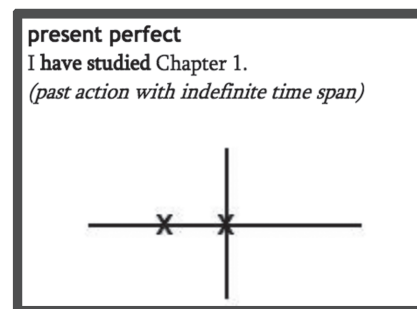 present perfect
I have studied Chapter 1.
(past action with indefinite time span)
X X